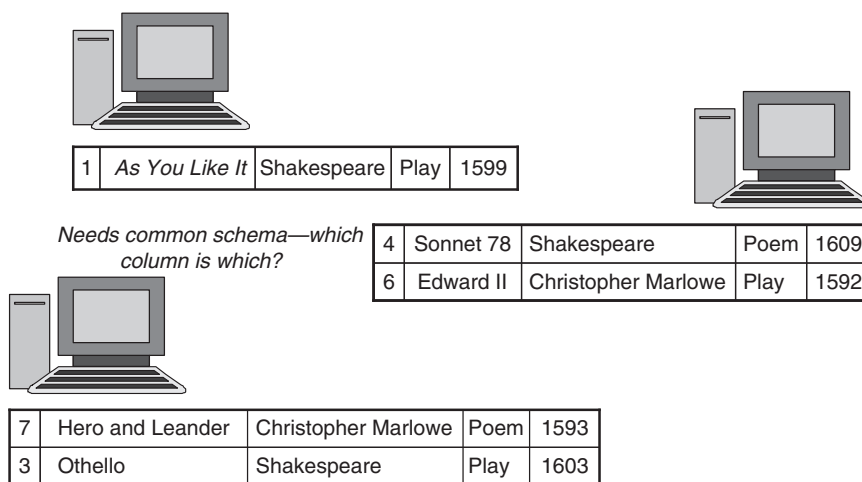 1 As You Like It Shakespeare Play 1599
Needs common schema—which
column is which?
4 Sonnet 78 Shakespeare Poem 1609
6 Edward II Christopher Marlowe Play 1592
7 Hero and Leander Christopher Marlowe Poem 1593
3 Othello Shakespeare Play 1603